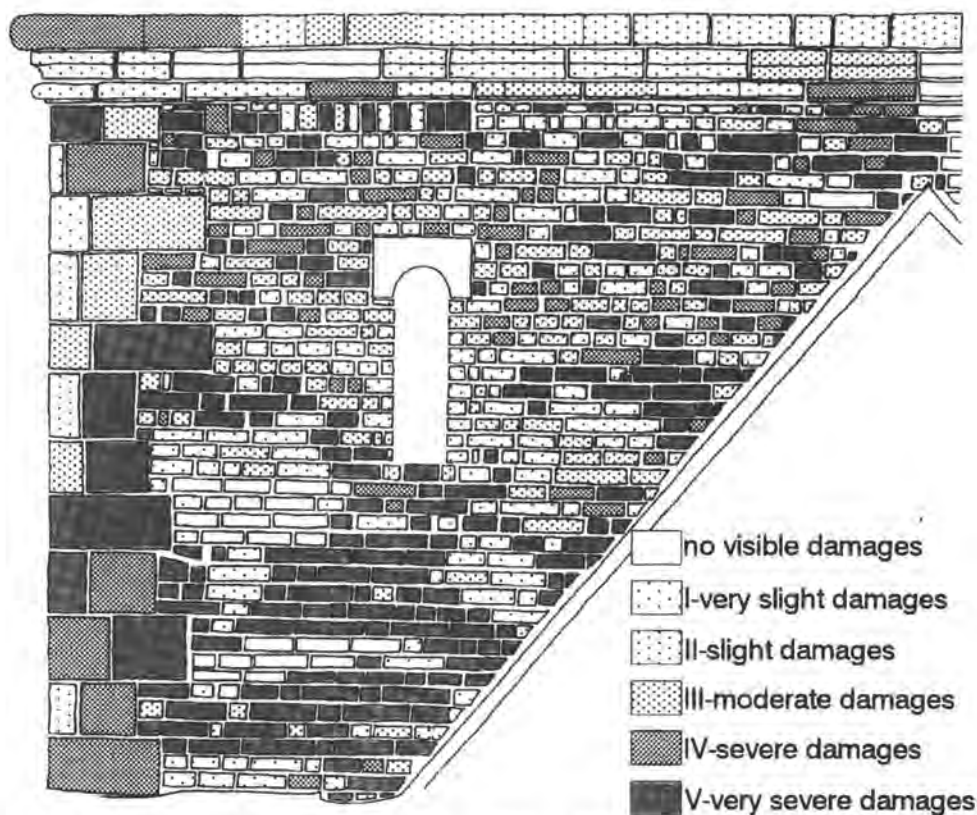 no visible damages
I-very slight damages
II-slight damages
III-moderate damages
IV-severe damages
V-very severe damages